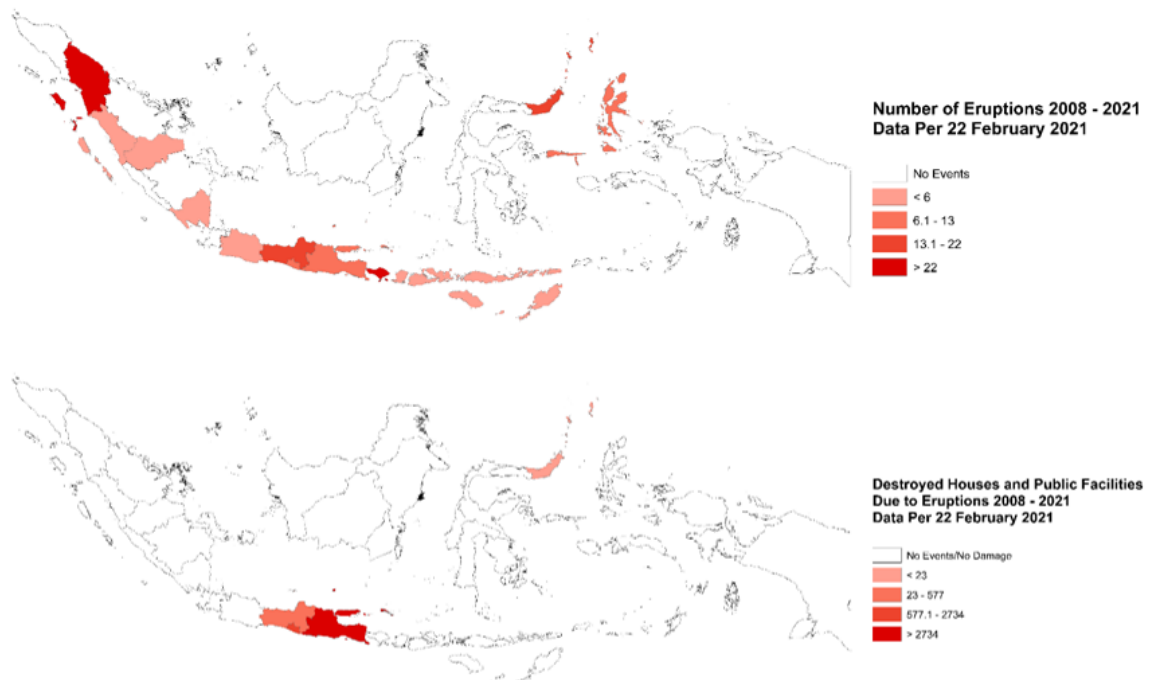 Number of Eruptions 2008 - 2021
Data Per 22 February 2021
No Events
< 6
6.1 - 13
13.1 - 22
> 22
Destroyed Houses and Public Facilities
Due to Eruptions 2008 - 2021
Data Per 22 February 2021
No Events/No Damage
< 23
23 - 577
577.1 - 2734
> 2734